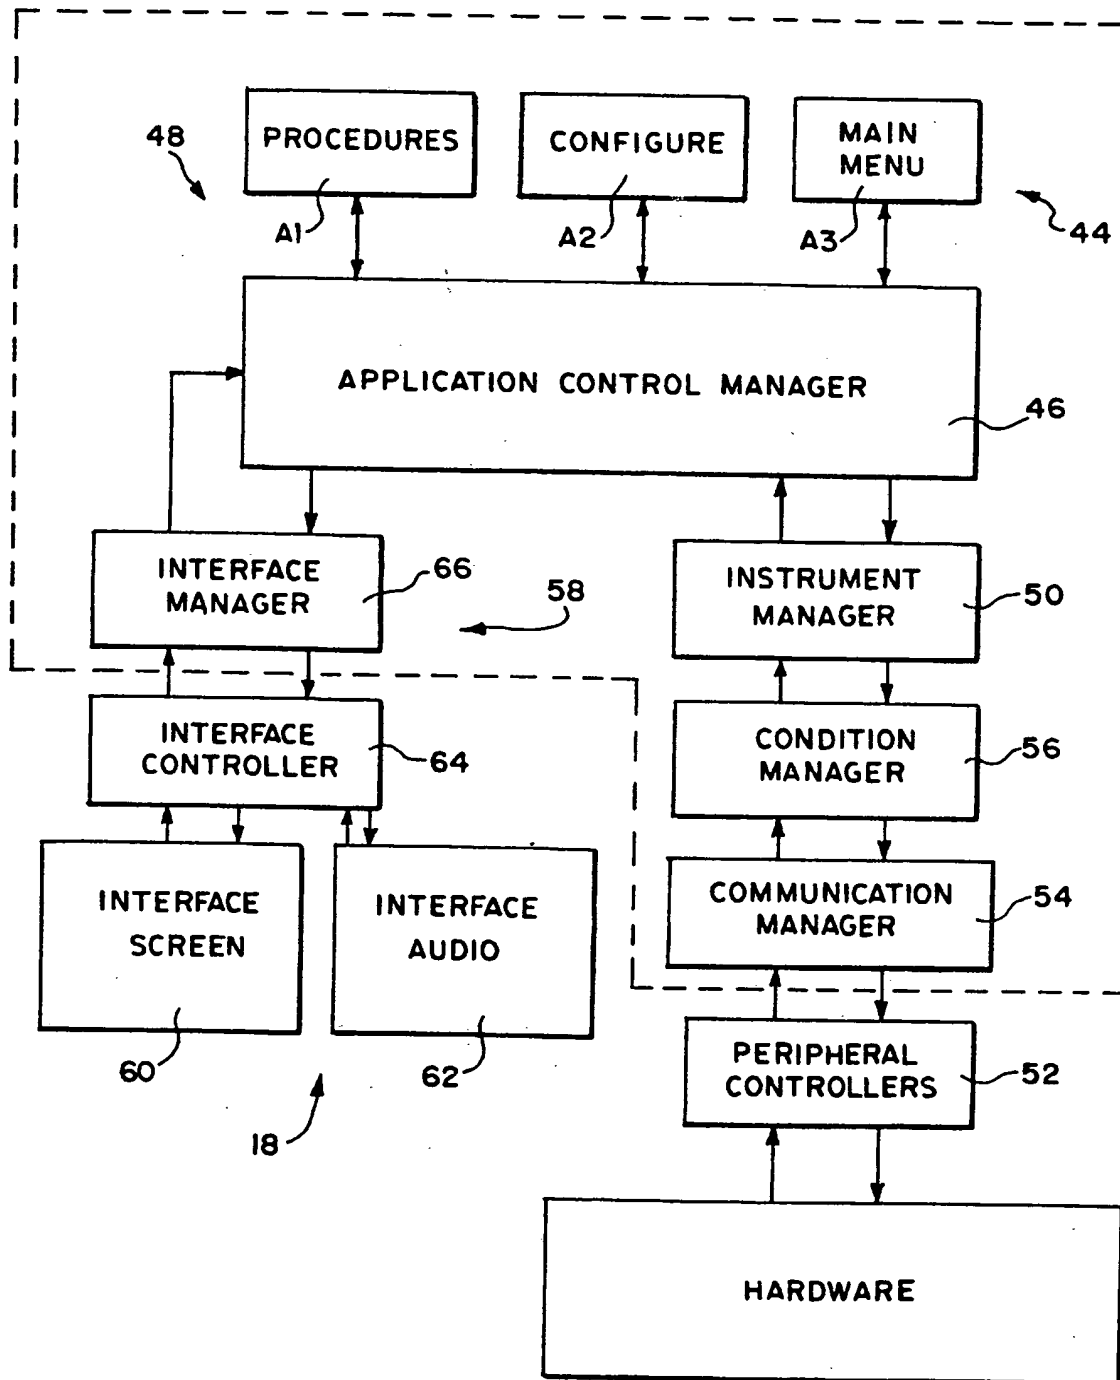 PROCEDURES
CONFIGURE
MAIN
MENU
48
A1
A2
A3
44
APPLICATION CONTROL MANAGER
46
INTERFACE
MANAGER
66
58
INSTRUMENT
MANAGER
50
INTERFACE
CONTROLLER
64
CONDITION
MANAGER
56
INTERFACE
SCREEN
60
INTERFACE
AUDIO
62
COMMUNICATION
MANAGER
54
18
PERIPHERAL
CONTROLLERS
52
HARDWARE